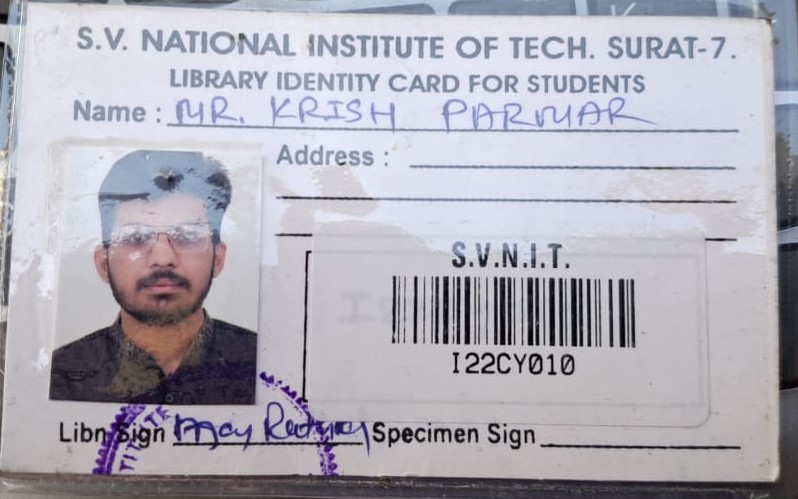 S.V. NATIONAL INSTITUTE OF TECH. SURAT-7.
LIBRARY IDENTITY CARD FOR STUDENTS
Name : MR. KRISH PARMAR
Address :
S.V.N.I.T.
I22CY010
Libn Sign
Specimen Sign